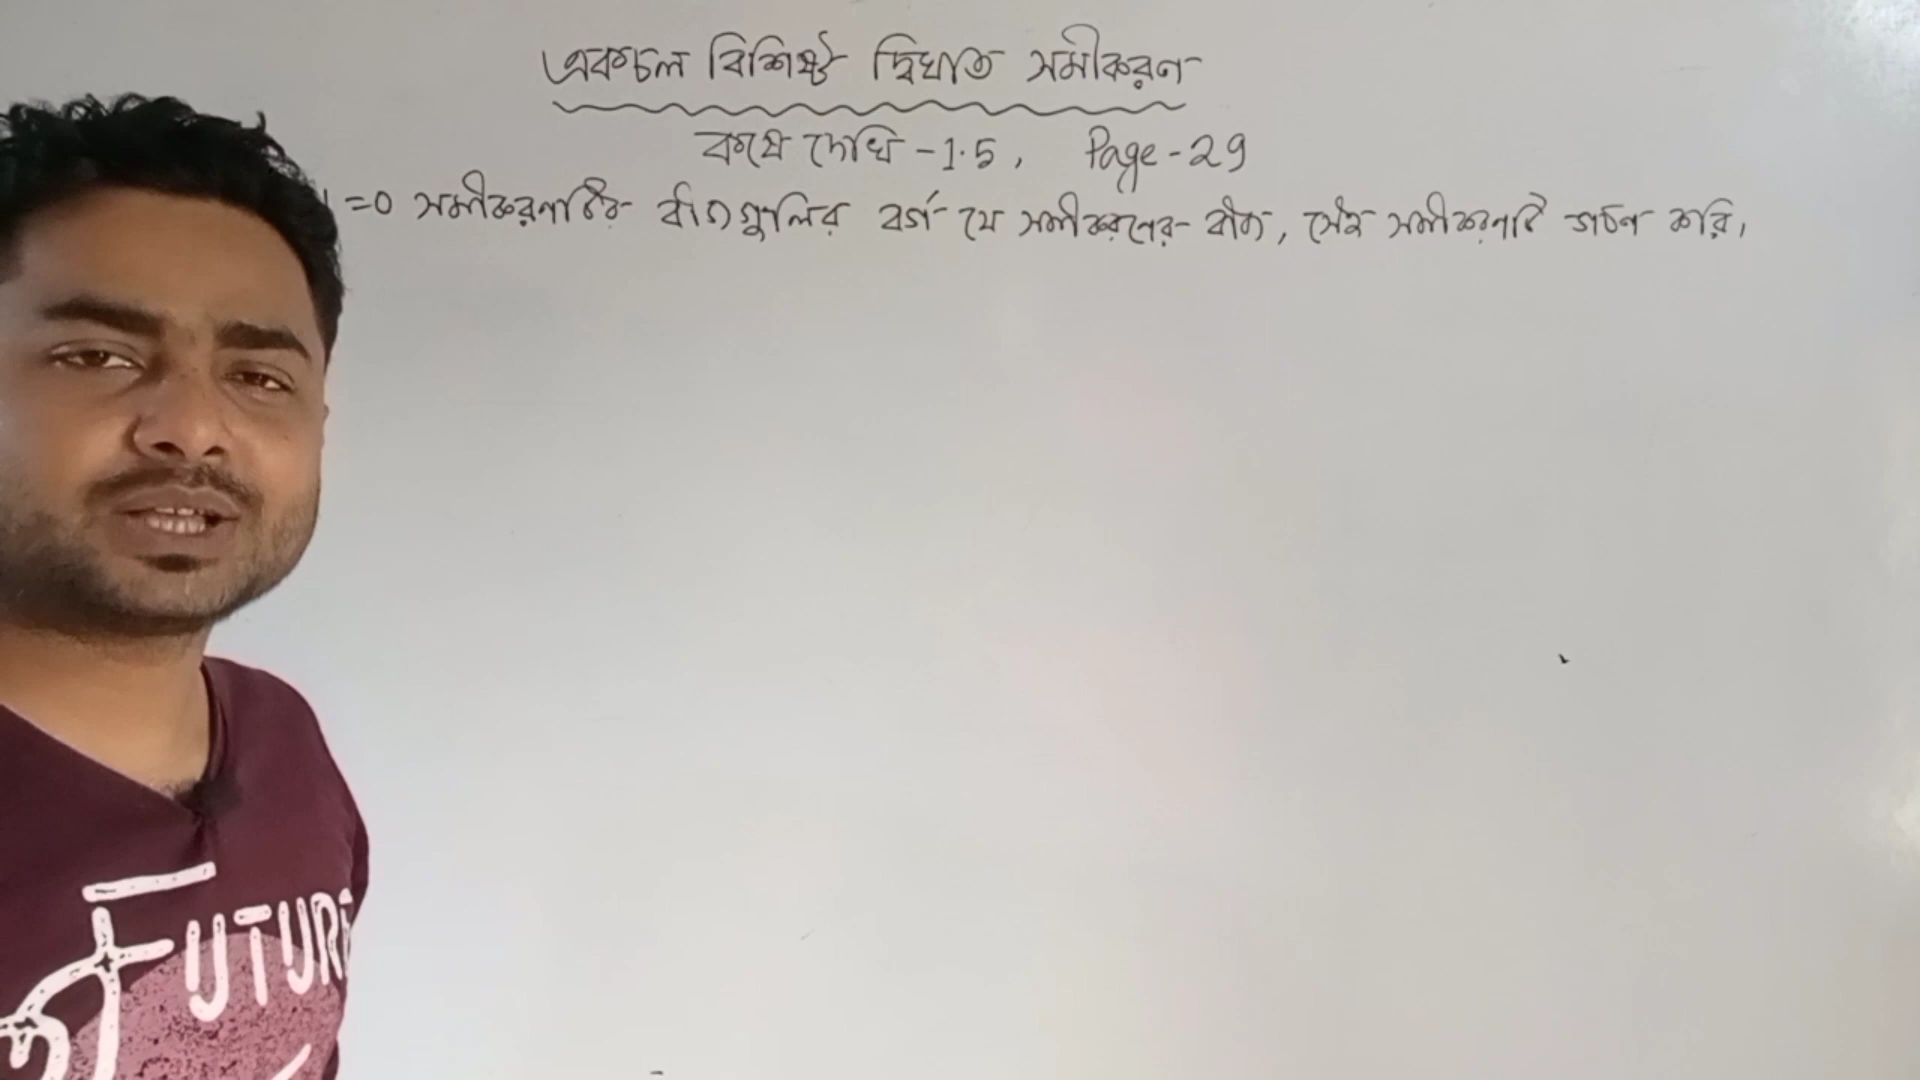 একচল বিশিষ্ট দ্বিঘাত সমীকরণ
কষে দেখি -1.5, Page-29
=0 সমীকরণটির বীজগুলির বর্গ যে সমীকরণের বীজ, সেই সমীকরণটি গঠন করি।
FUTURE